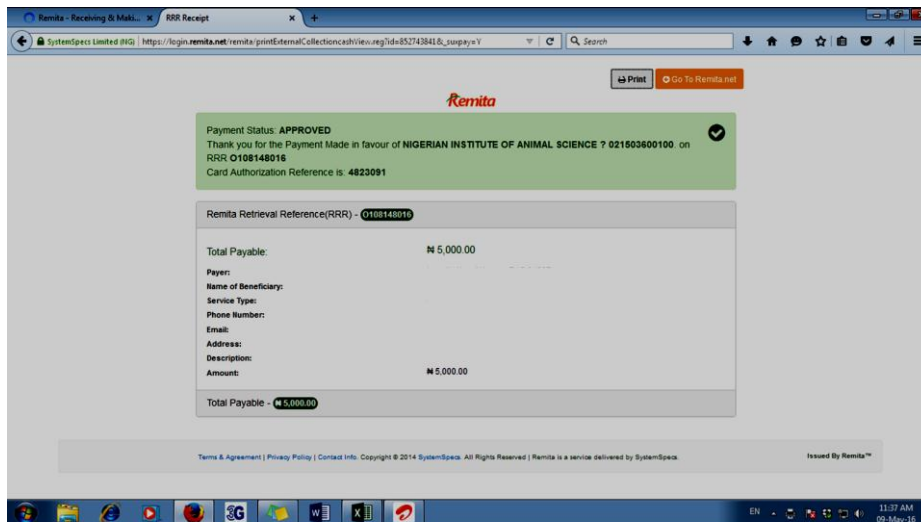 Remita - Receiving & Maki... × RRR Receipt × +
SystemSpecs Limited (NG) https://login.remita.net/remita/printExternalCollectioncashView.reg?id=852743841&_suxpay=Y Search
Print Go To Remita.net
Remita
Payment Status: APPROVED
Thank you for the Payment Made in favour of NIGERIAN INSTITUTE OF ANIMAL SCIENCE ? 021503600100. on
RRR O108148016
Card Authorization Reference is: 4823091
Remita Retrieval Reference(RRR) - O108148016
Total Payable: ₦ 5,000.00
Payer:
Name of Beneficiary:
Service Type:
Phone Number:
Email:
Address:
Description:
Amount: ₦ 5,000.00
Total Payable - ₦ 5,000.00
Terms & Agreement | Privacy Policy | Contact Info. Copyright © 2014 SystemSpecs. All Rights Reserved | Remita is a service delivered by SystemSpecs. Issued By Remita™
3G EN 11:37 AM
09-May-16